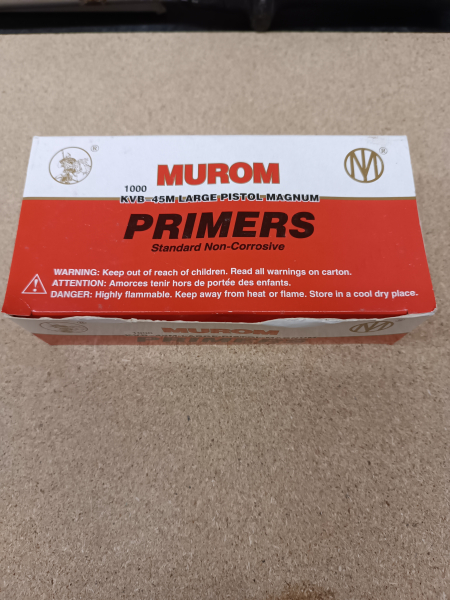 ®
MUROM
®
1000
KVB-45M LARGE PISTOL MAGNUM
PRIMERS
Standard Non-Corrosive
WARNING: Keep out of reach of children. Read all warnings on carton.
ATTENTION: Amorces tenir hors de portée des enfants.
DANGER: Highly flammable. Keep away from heat or flame. Store in a cool dry place.
1000
MUROM